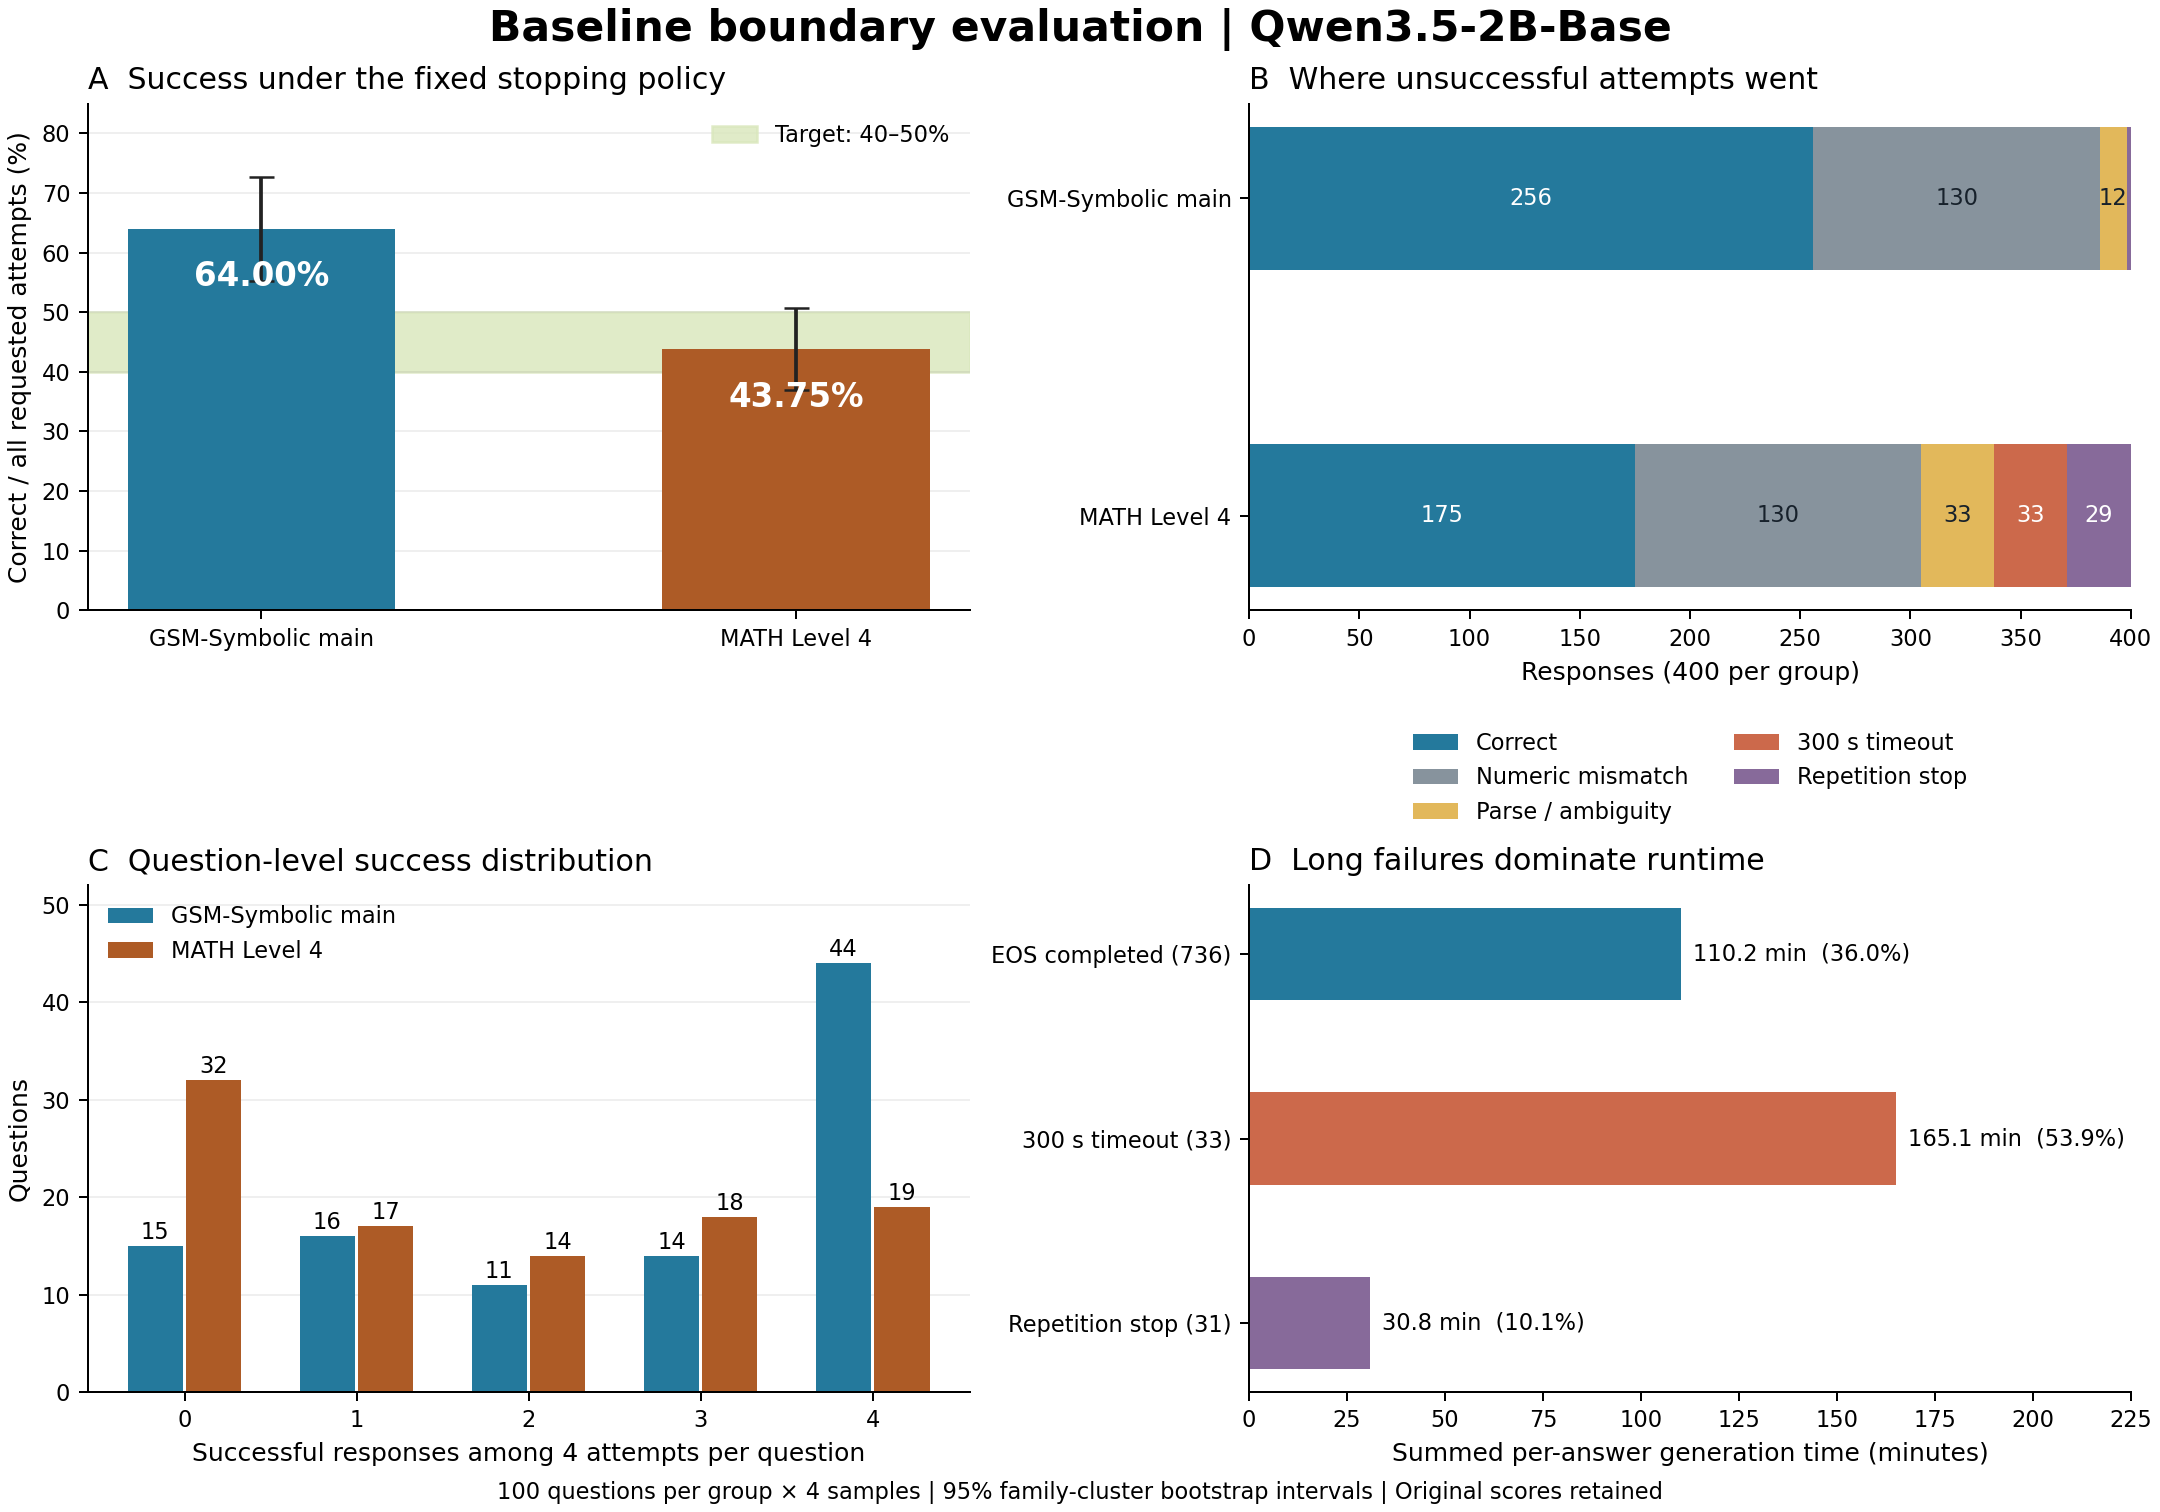 Baseline boundary evaluation | Qwen3.5-2B-Base
A Success under the fixed stopping policy
Correct / all requested attempts (%)
80
70
60
50
40
30
20
10
0
Target: 40–50%
64.00%
43.75%
GSM-Symbolic main
MATH Level 4
B Where unsuccessful attempts went
GSM-Symbolic main
256
130
12
MATH Level 4
175
130
33
33
29
0 50 100 150 200 250 300 350 400
Responses (400 per group)
Correct
Numeric mismatch
Parse / ambiguity
300 s timeout
Repetition stop
C Question-level success distribution
Questions
50
40
30
20
10
0
GSM-Symbolic main
MATH Level 4
15
32
16
17
11
14
14
18
44
19
0 1 2 3 4
Successful responses among 4 attempts per question
D Long failures dominate runtime
EOS completed (736)
110.2 min (36.0%)
300 s timeout (33)
165.1 min (53.9%)
Repetition stop (31)
30.8 min (10.1%)
0 25 50 75 100 125 150 175 200 225
Summed per-answer generation time (minutes)
100 questions per group × 4 samples | 95% family-cluster bootstrap intervals | Original scores retained